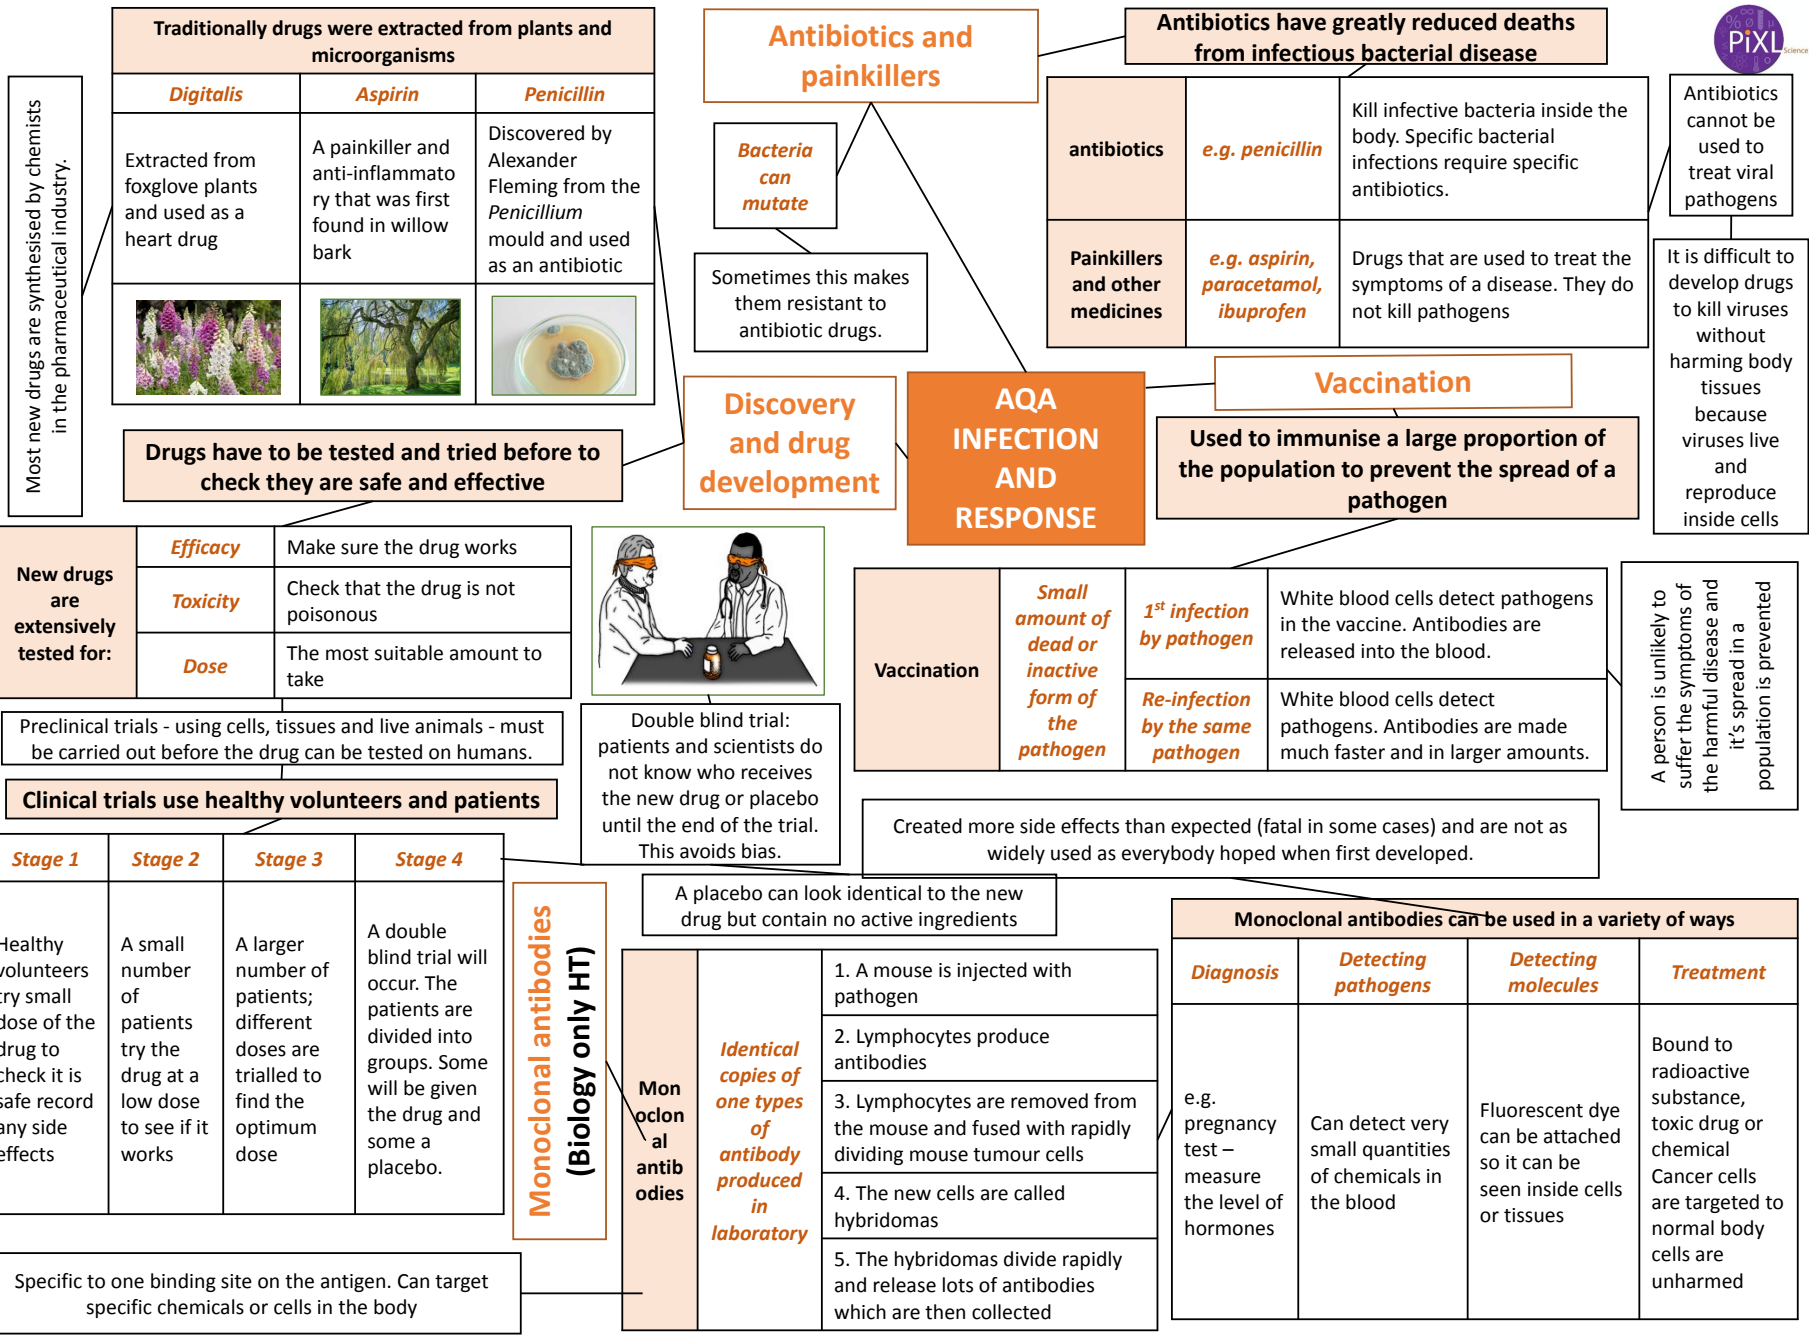 Traditionally drugs were extracted from plants and
microorganisms
Digitalis
Aspirin
Penicillin
Extracted from
foxglove plants
and used as a
heart drug
A painkiller and
anti-inflammato
ry that was first
found in willow
bark
Discovered by
Alexander
Fleming from the
Penicillium
mould and used
as an antibiotic
Most new drugs are synthesised by chemists
in the pharmaceutical industry.
Antibiotics and
painkillers
Bacteria
can
mutate
Sometimes this makes
them resistant to
antibiotic drugs.
Antibiotics have greatly reduced deaths
from infectious bacterial disease
antibiotics
e.g. penicillin
Kill infective bacteria inside the
body. Specific bacterial
infections require specific
antibiotics.
Painkillers
and other
medicines
e.g. aspirin,
paracetamol,
ibuprofen
Drugs that are used to treat the
symptoms of a disease. They do
not kill pathogens
PiXL
Science
Antibiotics
cannot be
used to
treat viral
pathogens
It is difficult to
develop drugs
to kill viruses
without
harming body
tissues
because
viruses live
and
reproduce
inside cells
Discovery
and drug
development
AQA
INFECTION
AND
RESPONSE
Vaccination
Used to immunise a large proportion of
the population to prevent the spread of a
pathogen
Drugs have to be tested and tried before to
check they are safe and effective
New drugs
are
extensively
tested for:
Efficacy
Make sure the drug works
Toxicity
Check that the drug is not
poisonous
Dose
The most suitable amount to
take
Preclinical trials - using cells, tissues and live animals - must
be carried out before the drug can be tested on humans.
Clinical trials use healthy volunteers and patients
Stage 1
Stage 2
Stage 3
Stage 4
Healthy
volunteers
try small
dose of the
drug to
check it is
safe record
any side
effects
A small
number
of
patients
try the
drug at a
low dose
to see if it
works
A larger
number of
patients;
different
doses are
trialled to
find the
optimum
dose
A double
blind trial will
occur. The
patients are
divided into
groups. Some
will be given
the drug and
some a
placebo.
Double blind trial:
patients and scientists do
not know who receives
the new drug or placebo
until the end of the trial.
This avoids bias.
A placebo can look identical to the new
drug but contain no active ingredients
Vaccination
Small
amount of
dead or
inactive
form of
the
pathogen
1st infection
by pathogen
White blood cells detect pathogens
in the vaccine. Antibodies are
released into the blood.
Re-infection
by the same
pathogen
White blood cells detect
pathogens. Antibodies are made
much faster and in larger amounts.
A person is unlikely to
suffer the symptoms of
the harmful disease and
it's spread in a
population is prevented
Created more side effects than expected (fatal in some cases) and are not as
widely used as everybody hoped when first developed.
Monoclonal antibodies
(Biology only HT)
Mon
oclon
al
antib
odies
Identical
copies of
one types
of
antibody
produced
in
laboratory
1. A mouse is injected with
pathogen
2. Lymphocytes produce
antibodies
3. Lymphocytes are removed from
the mouse and fused with rapidly
dividing mouse tumour cells
4. The new cells are called
hybridomas
5. The hybridomas divide rapidly
and release lots of antibodies
which are then collected
Specific to one binding site on the antigen. Can target
specific chemicals or cells in the body
Monoclonal antibodies can be used in a variety of ways
Diagnosis
Detecting
pathogens
Detecting
molecules
Treatment
e.g.
pregnancy
test –
measure
the level of
hormones
Can detect very
small quantities
of chemicals in
the blood
Fluorescent dye
can be attached
so it can be
seen inside cells
or tissues
Bound to
radioactive
substance,
toxic drug or
chemical
Cancer cells
are targeted to
normal body
cells are
unharmed